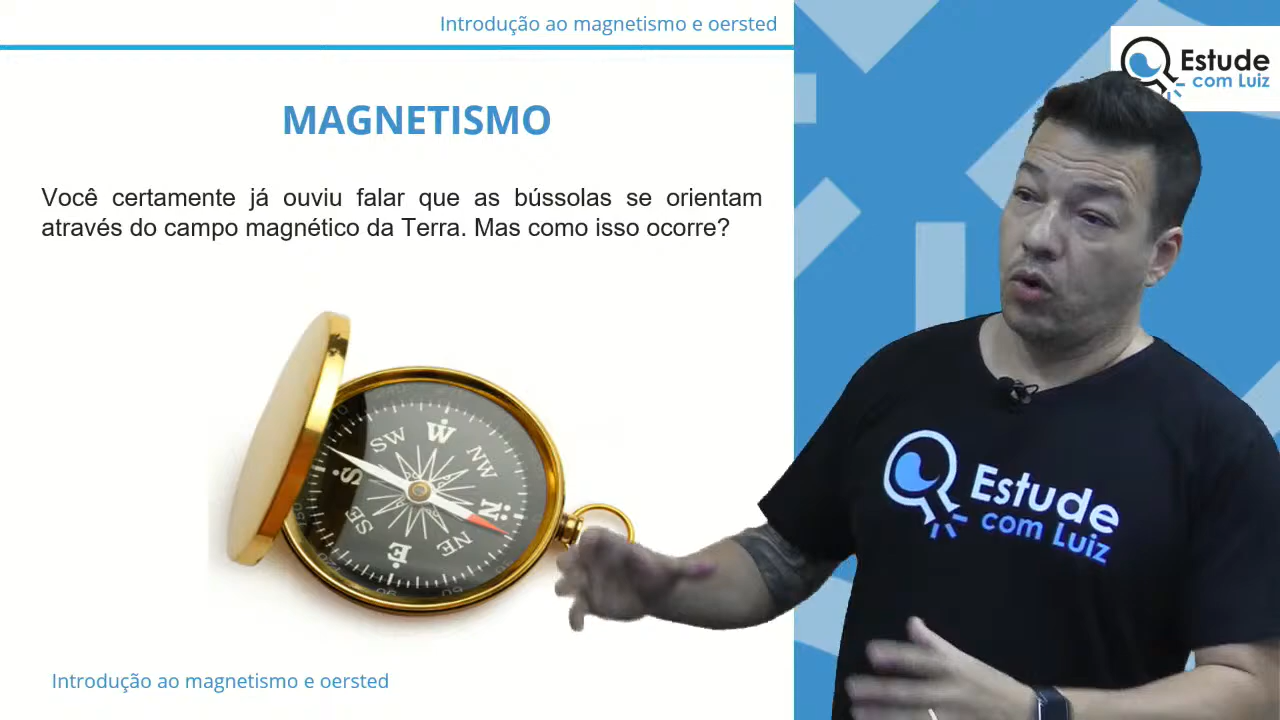 Introdução ao magnetismo e oersted
Estude
com Luiz
MAGNETISMO
Você certamente já ouviu falar que as bússolas se orientam
através do campo magnético da Terra. Mas como isso ocorre?
SW
W
NW
S
N
SE
E
NE
Estude
com Luiz
Introdução ao magnetismo e oersted